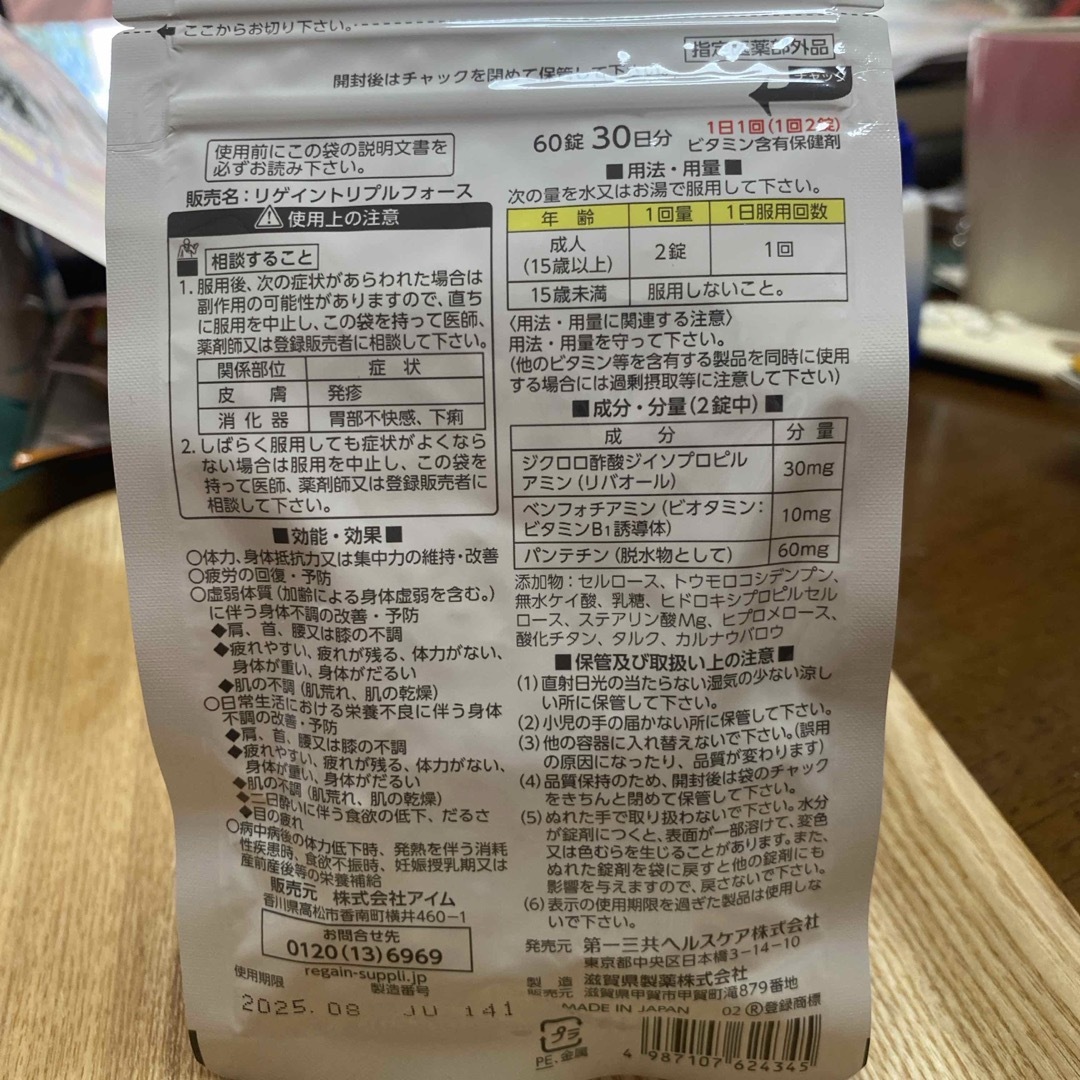 ここからお切り下さい。
指定医薬部外品
開封後はチャックを閉めて保管して下さい。
チャック
60錠 30日分
1日1回(1回2錠)
ビタミン含有保健剤
使用前にこの袋の説明文書を
必ずお読み下さい。
販売名:リゲイントリプルフォース
使用上の注意
相談すること
1. 服用後、次の症状があらわれた場合は
副作用の可能性がありますので、直ち
に服用を中止し、この袋を持って医師、
薬剤師又は登録販売者に相談して下さい。
関係部位 症 状
皮 膚 発疹
消 化 器 胃部不快感、下痢
2. しばらく服用しても症状がよくなら
ない場合は服用を中止し、この袋を
持って医師、薬剤師又は登録販売者に
相談して下さい。
■効能・効果■
○体力、身体抵抗力又は集中力の維持・改善
○疲労の回復・予防
○虚弱体質(加齢による身体虚弱を含む。)
に伴う身体不調の改善・予防
◆肩、首、腰又は膝の不調
◆疲れやすい、疲れが残る、体力がない、
身体が重い、身体がだるい
◆肌の不調(肌荒れ、肌の乾燥)
○日常生活における栄養不良に伴う身体
不調の改善・予防
◆肩、首、腰又は膝の不調
◆疲れやすい、疲れが残る、体力がない、
身体が重い、身体がだるい
◆肌の不調(肌荒れ、肌の乾燥)
◆二日酔いに伴う食欲の低下、だるさ
◆目の疲れ
○病中病後の体力低下時、発熱を伴う消耗
性疾患時、食欲不振時、妊娠授乳期又は
産前産後等の栄養補給
販売元 株式会社アイム
香川県高松市香南町横井460−1
お問合せ先
0120(13)6969
regain-suppli.jp
使用期限 製造番号
2025.08 JU 141
■用法・用量■
次の量を水又はお湯で服用して下さい。
年 齢 1回量 1日服用回数
成人
(15歳以上) 2錠 1回
15歳未満 服用しないこと。
〈用法・用量に関連する注意〉
用法・用量を守って下さい。
(他のビタミン等を含有する製品を同時に使用
する場合には過剰摂取等に注意して下さい)
■成分・分量(2錠中)■
成 分 分 量
ジクロロ酢酸ジイソプロピル
アミン(リバオール) 30mg
ベンフォチアミン(ビオタミン:
ビタミンB1誘導体) 10mg
パンテチン(脱水物として) 60mg
添加物:セルロース、トウモロコシデンプン、
無水ケイ酸、乳糖、ヒドロキシプロピルセル
ロース、ステアリン酸Mg、ヒプロメロース、
酸化チタン、タルク、カルナウバロウ
■保管及び取扱い上の注意■
(1)直射日光の当たらない湿気の少ない涼し
い所に保管して下さい。
(2)小児の手の届かない所に保管して下さい。
(3)他の容器に入れ替えないで下さい。(誤用
の原因になったり、品質が変わります)
(4)品質保持のため、開封後は袋のチャック
をきちんと閉めて保管して下さい。
(5)ぬれた手で取り扱わないで下さい。水分
が錠剤につくと、表面が一部溶けて、変色
又は色むらを生じることがあります。また、
ぬれた錠剤を袋に戻すと他の錠剤にも
影響を与えますので、戻さないで下さい。
(6)表示の使用期限を過ぎた製品は使用しな
いで下さい。
発売元 第一三共ヘルスケア株式会社
東京都中央区日本橋3−14−10
製 造
販売元 滋賀県製薬株式会社
滋賀県甲賀市甲賀町滝879番地
MADE IN JAPAN 02 ®登録商標
プラ
PE、金属
4 987107 624345